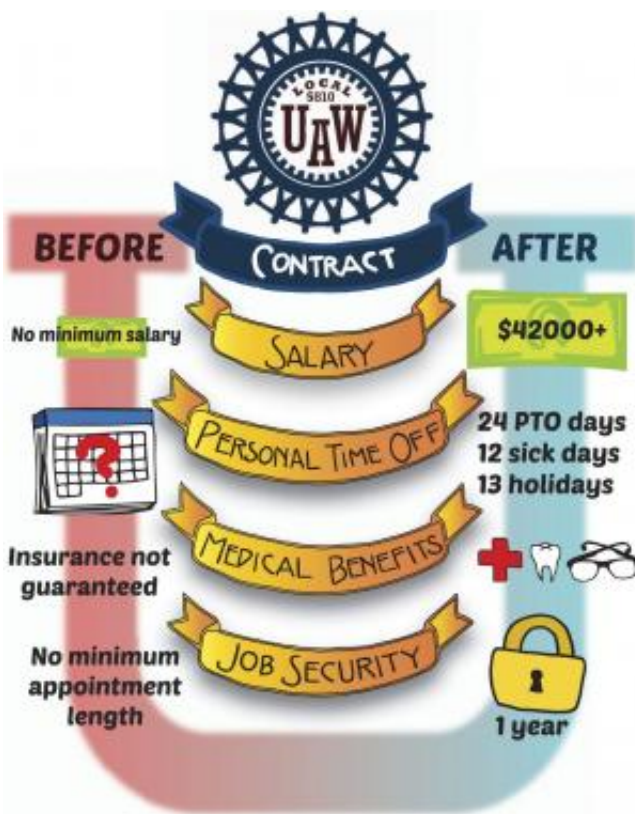 LOCAL
5810
UAW
BEFORE
CONTRACT
AFTER
No minimum salary
SALARY
$42000+
PERSONAL TIME OFF
24 PTO days
12 sick days
13 holidays
?
Insurance not
guaranteed
MEDICAL BENEFITS
No minimum
appointment
length
JOB SECURITY
1 year